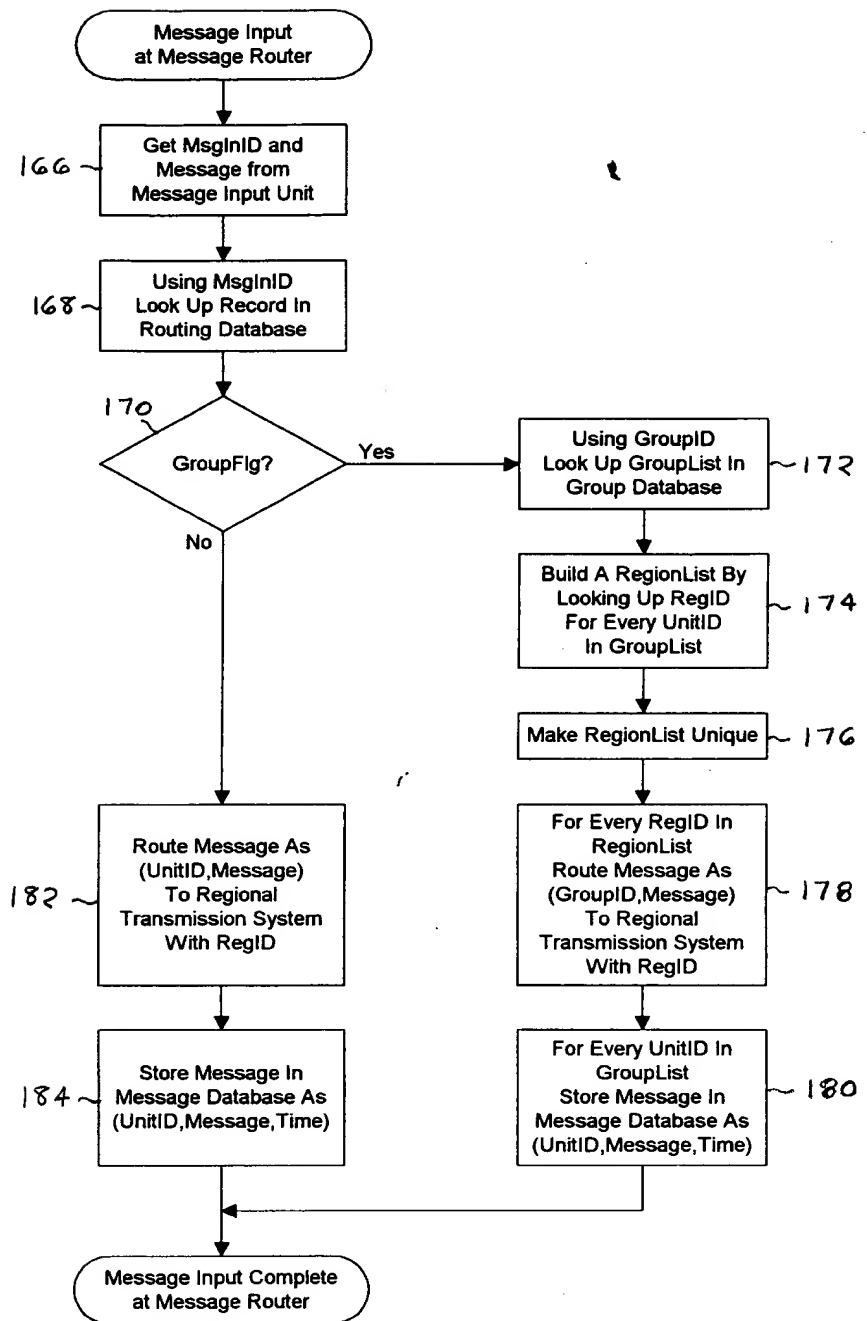 Message Input
at Message Router
166
Get MsgInID and
Message from
Message Input Unit
168
Using MsgInID
Look Up Record In
Routing Database
170
GroupFlg?
Yes
No
Using GroupID
Look Up GroupList In
Group Database
172
Build A RegionList By
Looking Up RegID
For Every UnitID
In GroupList
174
Make RegionList Unique
176
For Every RegID In
RegionList
Route Message As
(GroupID,Message)
To Regional
Transmission System
With RegID
178
For Every UnitID In
GroupList
Store Message In
Message Database As
(UnitID,Message,Time)
180
182
Route Message As
(UnitID,Message)
To Regional
Transmission System
With RegID
184
Store Message In
Message Database As
(UnitID,Message,Time)
Message Input Complete
at Message Router